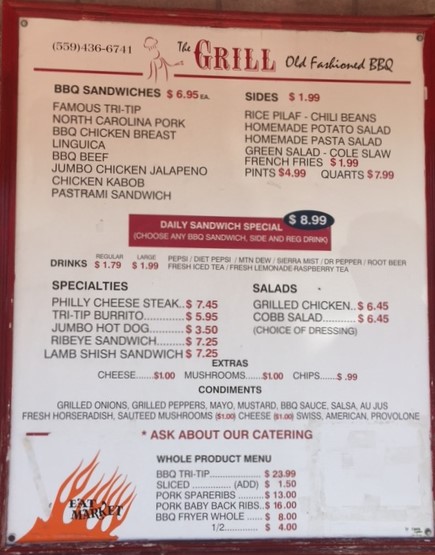 (559)436-6741 The GRILL Old Fashioned BBQ
BBQ SANDWICHES $6.95 EA.
FAMOUS TRI-TIP
NORTH CAROLINA PORK
BBQ CHICKEN BREAST
LINGUICA
BBQ BEEF
JUMBO CHICKEN JALAPENO
CHICKEN KABOB
PASTRAMI SANDWICH
SIDES $1.99
RICE PILAF - CHILI BEANS
HOMEMADE POTATO SALAD
HOMEMADE PASTA SALAD
GREEN SALAD - COLE SLAW
FRENCH FRIES $1.99
PINTS $4.99 QUARTS $7.99
DAILY SANDWICH SPECIAL $8.99
(CHOOSE ANY BBQ SANDWICH, SIDE AND REG DRINK)
REGULAR LARGE
DRINKS $1.79 $1.99 PEPSI / DIET PEPSI / MTN DEW / SIERRA MIST / DR PEPPER / ROOT BEER
FRESH ICED TEA / FRESH LEMONADE-RASPBERRY TEA
SPECIALTIES
PHILLY CHEESE STEAK..$ 7.45
TRI-TIP BURRITO..............$ 5.95
JUMBO HOT DOG...........$ 3.50
RIBEYE SANDWICH.........$ 7.25
LAMB SHISH SANDWICH $ 7.25
SALADS
GRILLED CHICKEN..$ 6.45
COBB SALAD...........$ 6.45
(CHOICE OF DRESSING)
EXTRAS
CHEESE.......$1.00 MUSHROOMS......$1.00 CHIPS.......$ .99
CONDIMENTS
GRILLED ONIONS, GRILLED PEPPERS, MAYO, MUSTARD, BBQ SAUCE, SALSA, AU JUS
FRESH HORSERADISH, SAUTEED MUSHROOMS ($1.00) CHEESE ($1.00) SWISS, AMERICAN, PROVOLONE
* ASK ABOUT OUR CATERING
WHOLE PRODUCT MENU
BBQ TRI-TIP.................. $ 23.99
SLICED .............. (ADD) $ 1.50
PORK SPARERIBS .......... $ 13.00
PORK BABY BACK RIBS..$ 16.00
BBQ FRYER WHOLE ...... $ 8.00
1/2............... $ 4.00
EAT A MARKET